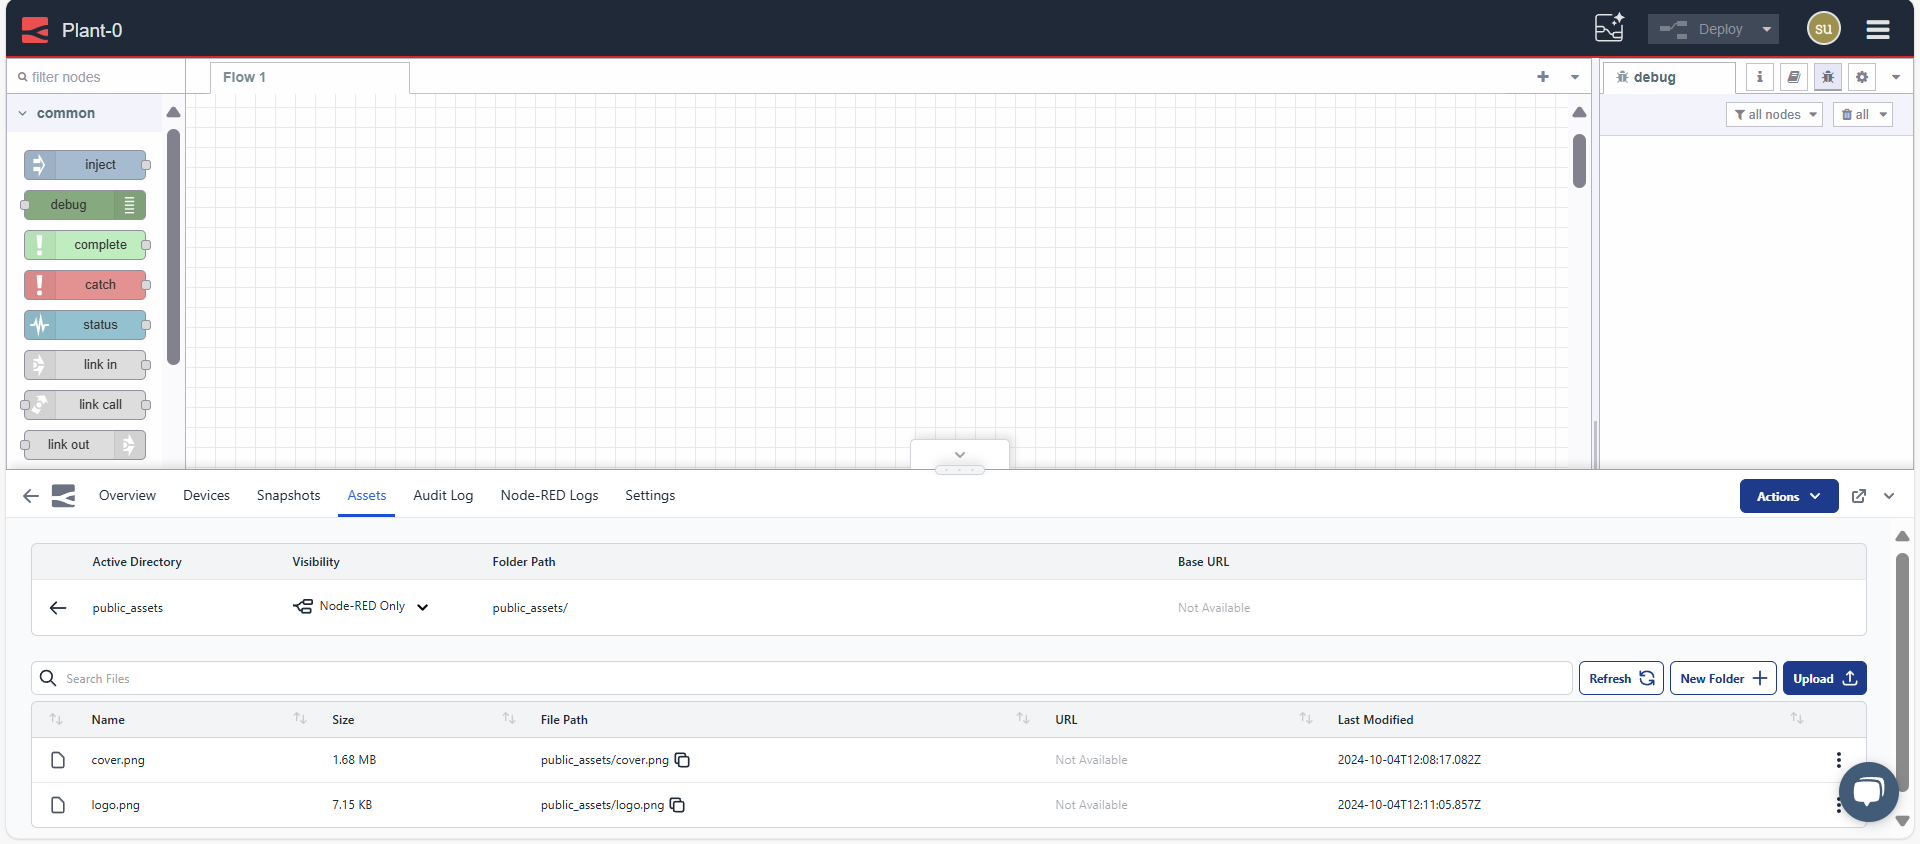 Plant-0
Deploy
su
filter nodes
Flow 1
debug
i
common
all nodes
all
inject
debug
complete
catch
status
link in
link call
link out
Overview
Devices
Snapshots
Assets
Audit Log
Node-RED Logs
Settings
Actions
Active Directory
Visibility
Folder Path
Base URL
public_assets
Node-RED Only
public_assets/
Not Available
Search Files
Refresh
New Folder
Upload
Name
Size
File Path
URL
Last Modified
cover.png
1.68 MB
public_assets/cover.png
Not Available
2024-10-04T12:08:17.082Z
logo.png
7.15 KB
public_assets/logo.png
Not Available
2024-10-04T12:11:05.857Z